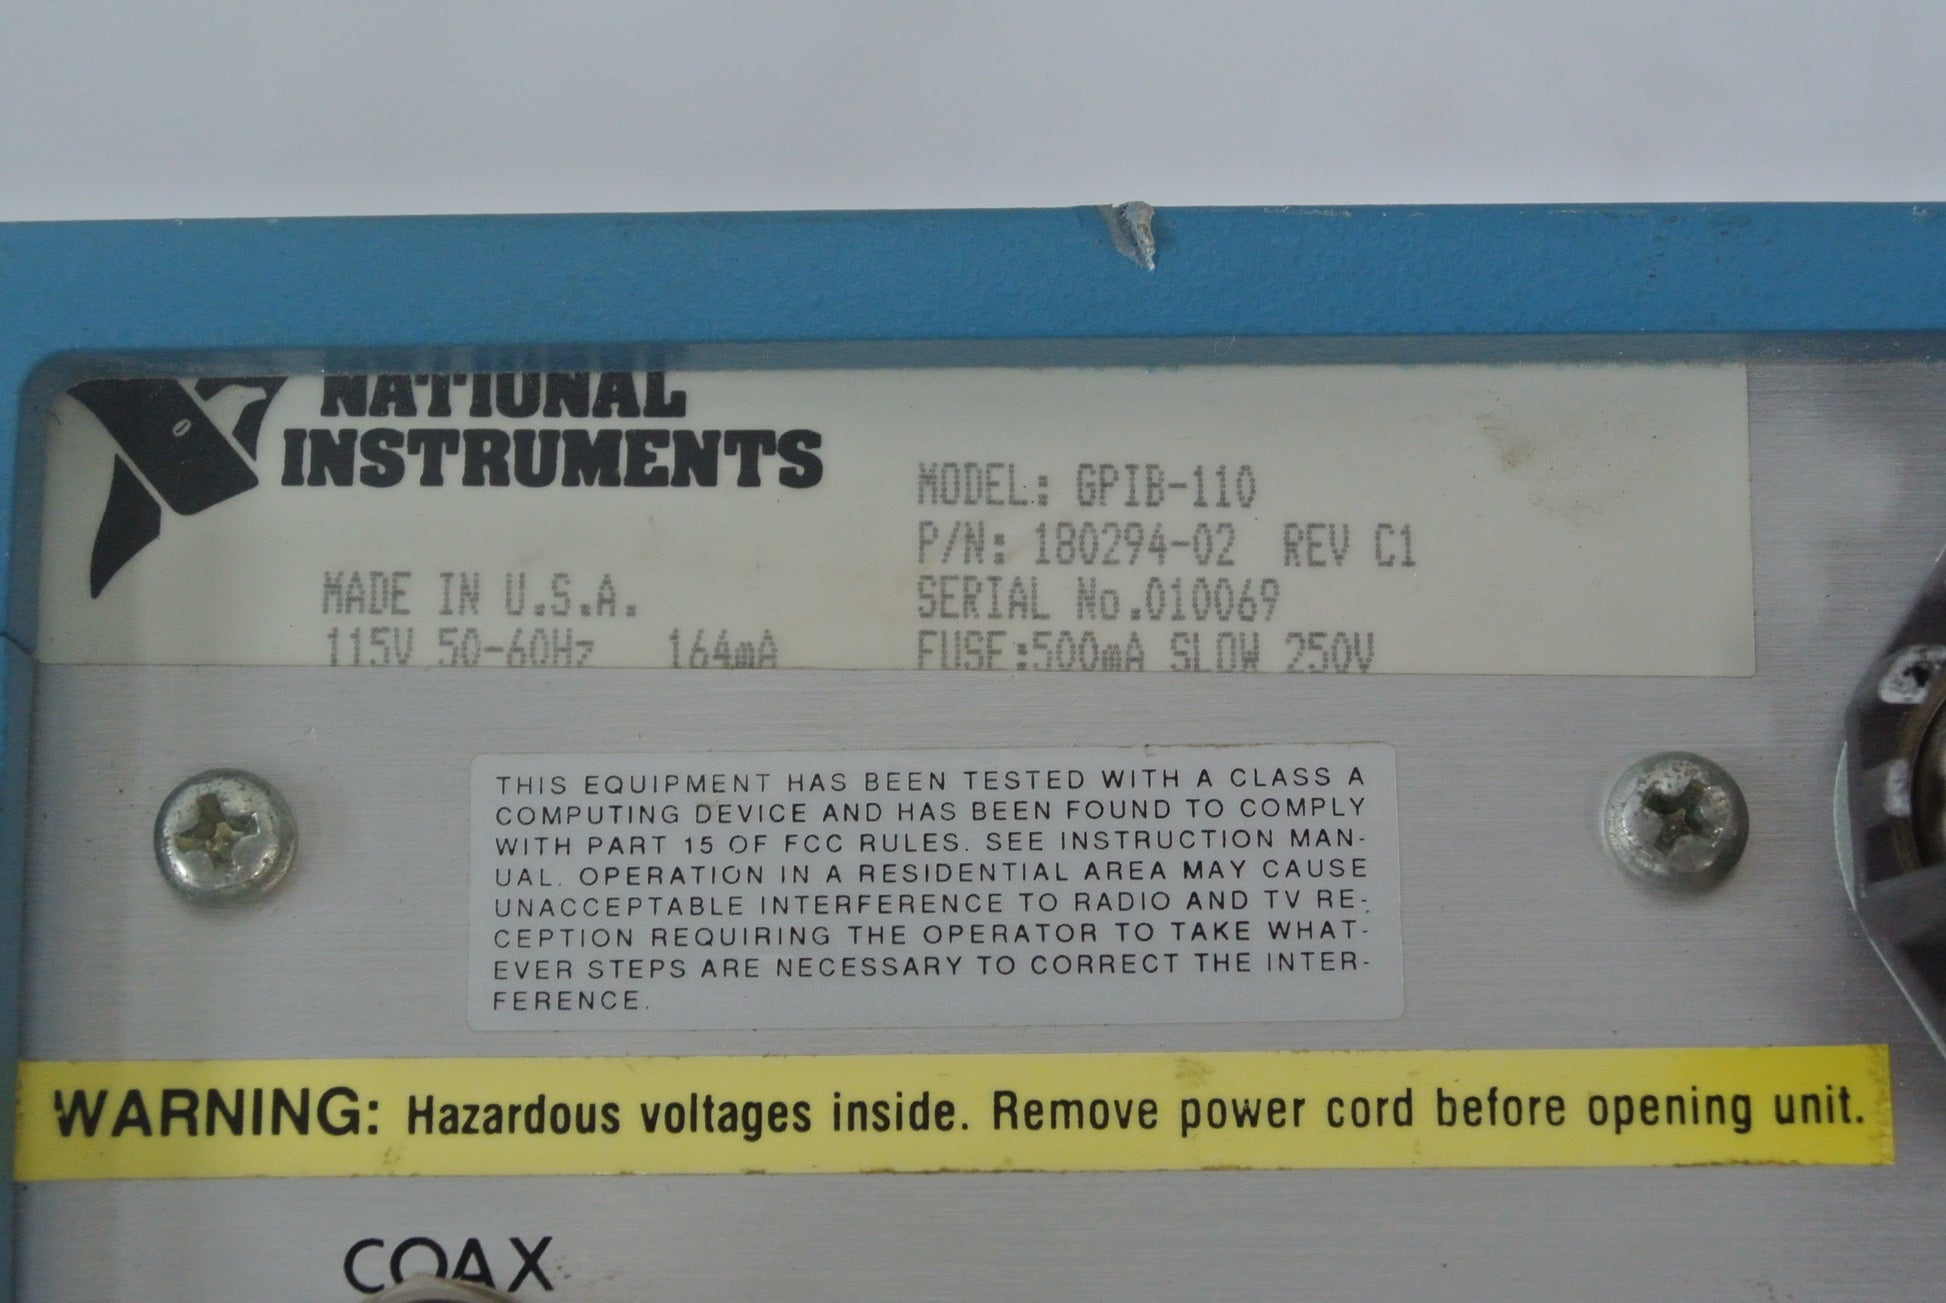 NATIONAL
INSTRUMENTS
MODEL: GPIB-110
P/N: 180294-02 REV C1
MADE IN U.S.A.
SERIAL No.010069
115V 50-60Hz 164mA
FUSE:500mA SLOW 250V
THIS EQUIPMENT HAS BEEN TESTED WITH A CLASS A
COMPUTING DEVICE AND HAS BEEN FOUND TO COMPLY
WITH PART 15 OF FCC RULES. SEE INSTRUCTION MAN-
UAL. OPERATION IN A RESIDENTIAL AREA MAY CAUSE
UNACCEPTABLE INTERFERENCE TO RADIO AND TV RE-
CEPTION REQUIRING THE OPERATOR TO TAKE WHAT-
EVER STEPS ARE NECESSARY TO CORRECT THE INTER-
FERENCE.
WARNING: Hazardous voltages inside. Remove power cord before opening unit.
COAX